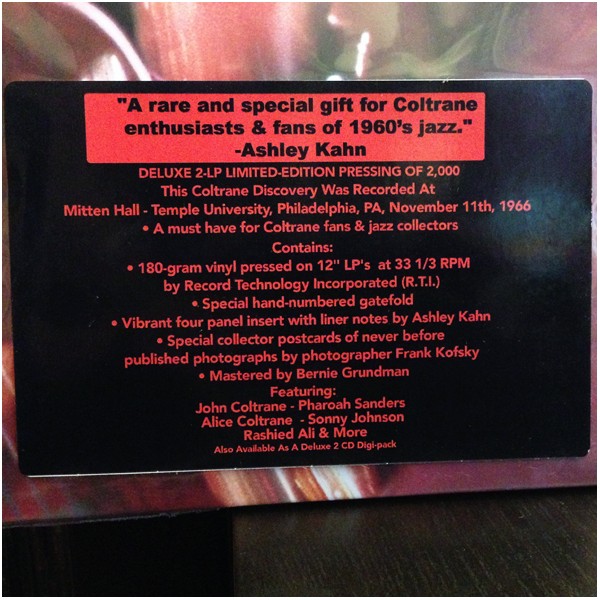 "A rare and special gift for Coltrane
enthusiasts & fans of 1960's jazz."
-Ashley Kahn
DELUXE 2-LP LIMITED-EDITION PRESSING OF 2,000
This Coltrane Discovery Was Recorded At
Mitten Hall - Temple University, Philadelphia, PA, November 11th, 1966
• A must have for Coltrane fans & jazz collectors
Contains:
• 180-gram vinyl pressed on 12" LP's at 33 1/3 RPM
by Record Technology Incorporated (R.T.I.)
• Special hand-numbered gatefold
• Vibrant four panel insert with liner notes by Ashley Kahn
• Special collector postcards of never before
published photographs by photographer Frank Kofsky
• Mastered by Bernie Grundman
Featuring:
John Coltrane - Pharoah Sanders
Alice Coltrane - Sonny Johnson
Rashied Ali & More
Also Available As A Deluxe 2 CD Digi-pack